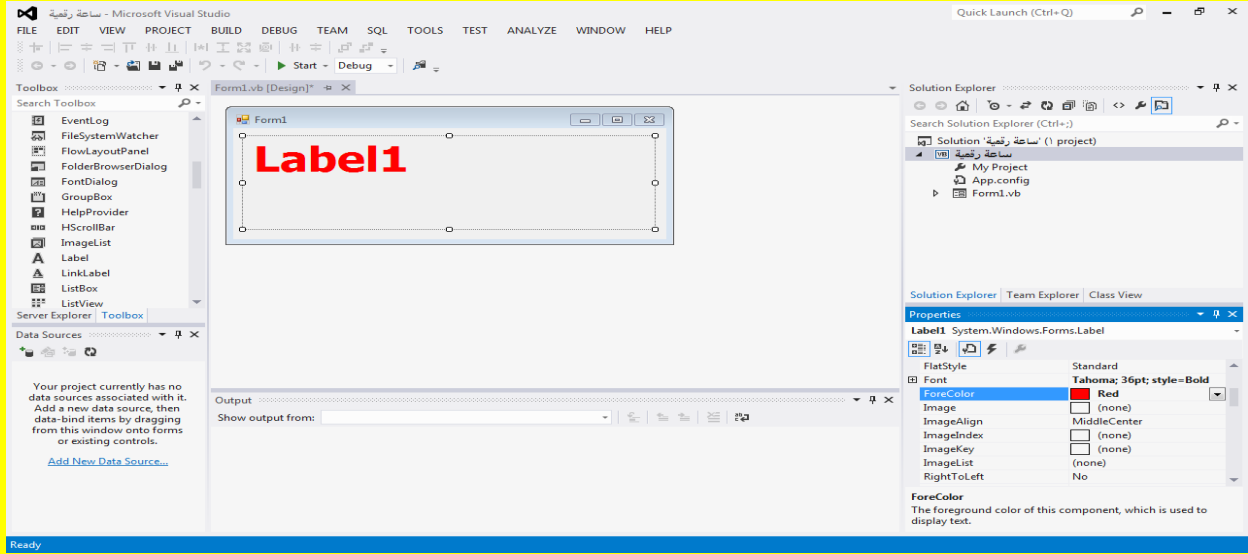 ساعة رقمية - Microsoft Visual Studio
Quick Launch (Ctrl+Q)
FILE EDIT VIEW PROJECT BUILD DEBUG TEAM SQL TOOLS TEST ANALYZE WINDOW HELP
Start - Debug
Toolbox
Search Toolbox
EventLog
FileSystemWatcher
FlowLayoutPanel
FolderBrowserDialog
FontDialog
GroupBox
HelpProvider
HScrollBar
ImageList
Label
LinkLabel
ListBox
ListView
Server Explorer Toolbox
Data Sources
Your project currently has no
data sources associated with it.
Add a new data source, then
data-bind items by dragging
from this window onto forms
or existing controls.
Add New Data Source...
Form1.vb [Design]*
Form1
Label1
Output
Show output from:
Solution Explorer
Search Solution Explorer (Ctrl+;)
Solution 'ساعة رقمية' (١ project)
VB ساعة رقمية
My Project
App.config
Form1.vb
Solution Explorer Team Explorer Class View
Properties
Label1 System.Windows.Forms.Label
FlatStyle Standard
Font Tahoma; 36pt; style=Bold
ForeColor Red
Image (none)
ImageAlign MiddleCenter
ImageIndex (none)
ImageKey (none)
ImageList (none)
RightToLeft No
ForeColor
The foreground color of this component, which is used to
display text.
Ready